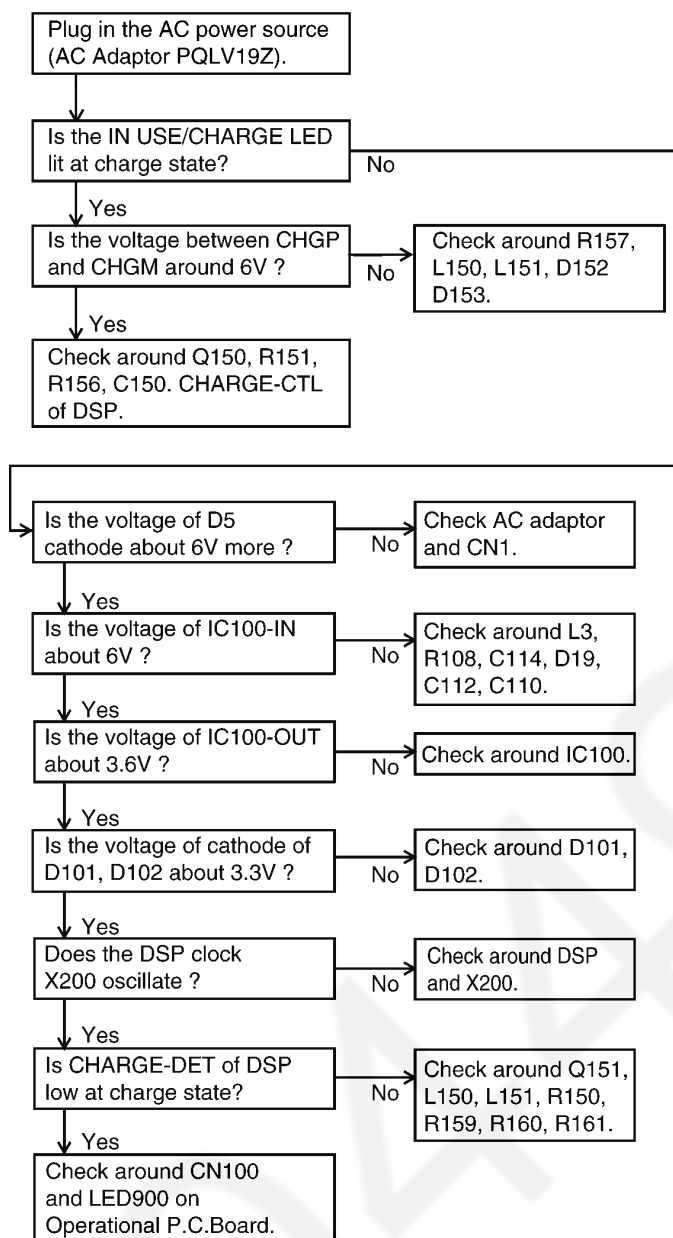 Plug in the AC power source
(AC Adaptor PQLV19Z).
Is the IN USE/CHARGE LED
lit at charge state?
No
Yes
Is the voltage between CHGP
and CHGM around 6V ?
No
Check around R157,
L150, L151, D152
D153.
Yes
Check around Q150, R151,
R156, C150. CHARGE-CTL
of DSP.
Is the voltage of D5
cathode about 6V more ?
No
Check AC adaptor
and CN1.
Yes
Is the voltage of IC100-IN
about 6V ?
No
Check around L3,
R108, C114, D19,
C112, C110.
Yes
Is the voltage of IC100-OUT
about 3.6V ?
No
Check around IC100.
Yes
Is the voltage of cathode of
D101, D102 about 3.3V ?
No
Check around D101,
D102.
Yes
Does the DSP clock
X200 oscillate ?
No
Check around DSP
and X200.
Yes
Is CHARGE-DET of DSP
low at charge state?
No
Check around Q151,
L150, L151, R150,
R159, R160, R161.
Yes
Check around CN100
and LED900 on
Operational P.C.Board.